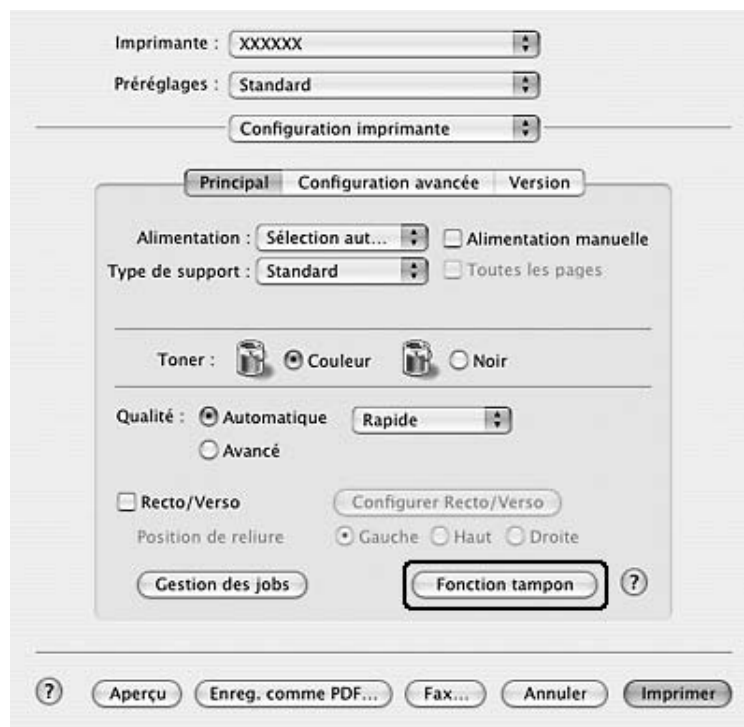 Imprimante : XXXXXX
Préréglages : Standard
Configuration imprimante
Principal Configuration avancée Version
Alimentation : Sélection aut... Alimentation manuelle
Type de support : Standard Toutes les pages
Toner : Couleur Noir
Qualité : Automatique Rapide
Avancé
Recto/Verso Configurer Recto/Verso
Position de reliure Gauche Haut Droite
Gestion des jobs Fonction tampon ?
? Aperçu Enreg. comme PDF... Fax... Annuler Imprimer